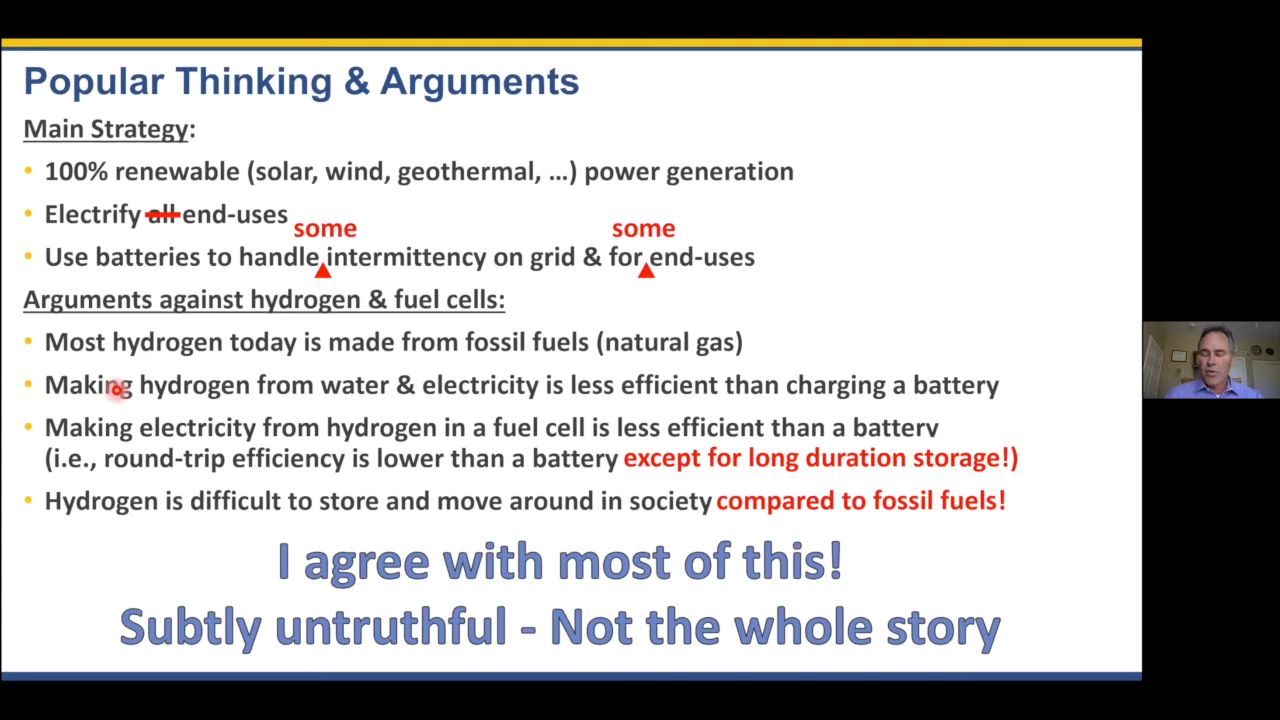 Popular Thinking & Arguments
Main Strategy:
• 100% renewable (solar, wind, geothermal, …) power generation
• Electrify all end-uses
some some
• Use batteries to handle intermittency on grid & for end-uses
Arguments against hydrogen & fuel cells:
• Most hydrogen today is made from fossil fuels (natural gas)
• Making hydrogen from water & electricity is less efficient than charging a battery
• Making electricity from hydrogen in a fuel cell is less efficient than a battery
(i.e., round-trip efficiency is lower than a battery except for long duration storage!)
• Hydrogen is difficult to store and move around in society compared to fossil fuels!
I agree with most of this!
Subtly untruthful - Not the whole story